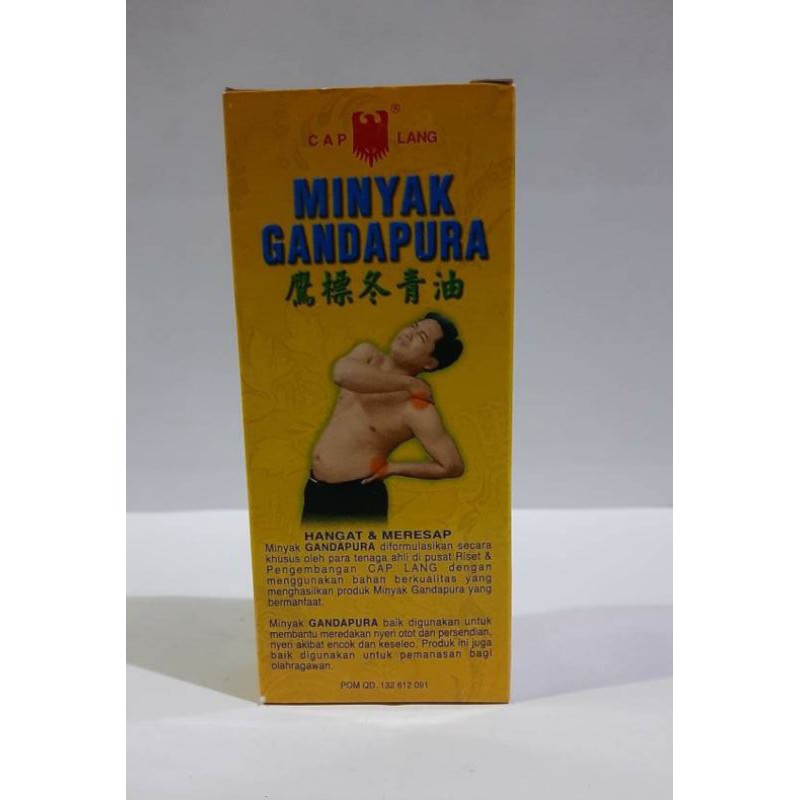 CAP LANG ®
MINYAK
GANDAPURA
鷹標冬青油
HANGAT & MERESAP
Minyak GANDAPURA diformulasikan secara
khusus oleh para tenaga ahli di pusat Riset &
Pengembangan CAP LANG dengan
menggunakan bahan berkualitas yang
menghasilkan produk Minyak Gandapura yang
bermanfaat.
Minyak GANDAPURA baik digunakan untuk
membantu meredakan nyeri otot dan persendian,
nyeri akibat encok dan keseleo. Produk ini juga
baik digunakan untuk pemanasan bagi
olahragawan.
POM QD. 132 612 091